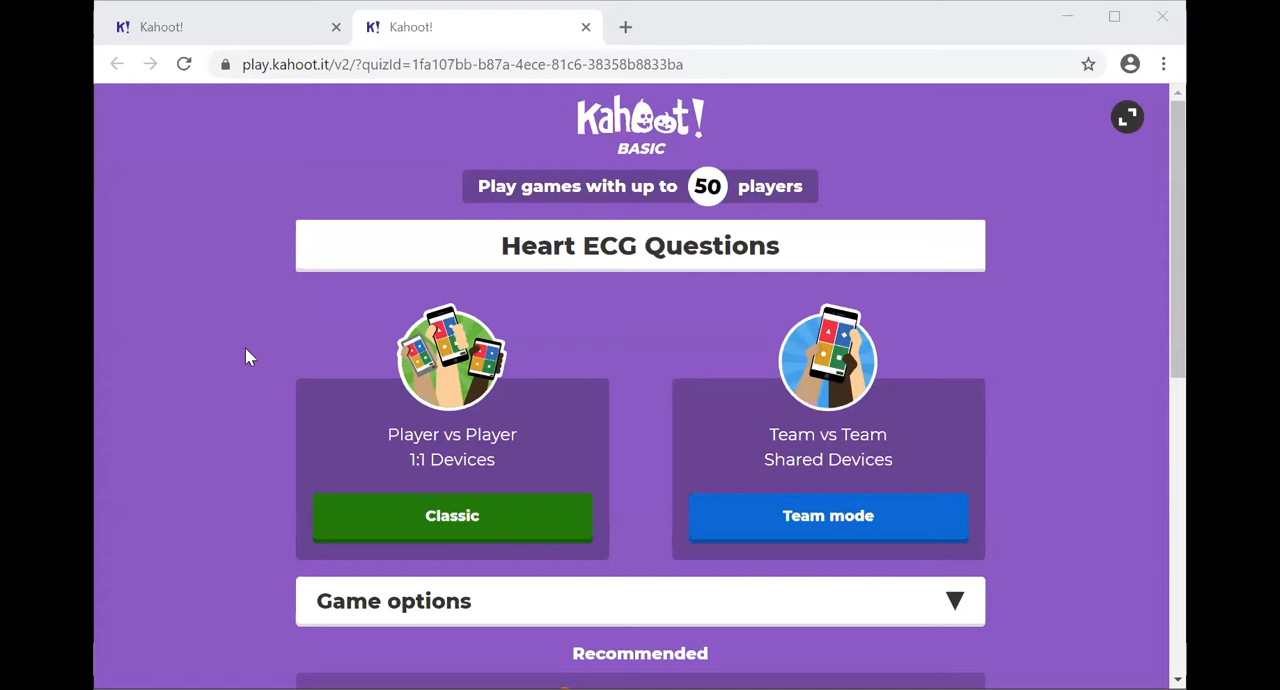 Kahoot!
Kahoot!
play.kahoot.it/v2/?quizId=1fa107bb-b87a-4ece-81c6-38358b8833ba
Kahoot!
BASIC
Play games with up to 50 players
Heart ECG Questions
Player vs Player
1:1 Devices
Classic
Team vs Team
Shared Devices
Team mode
Game options
Recommended